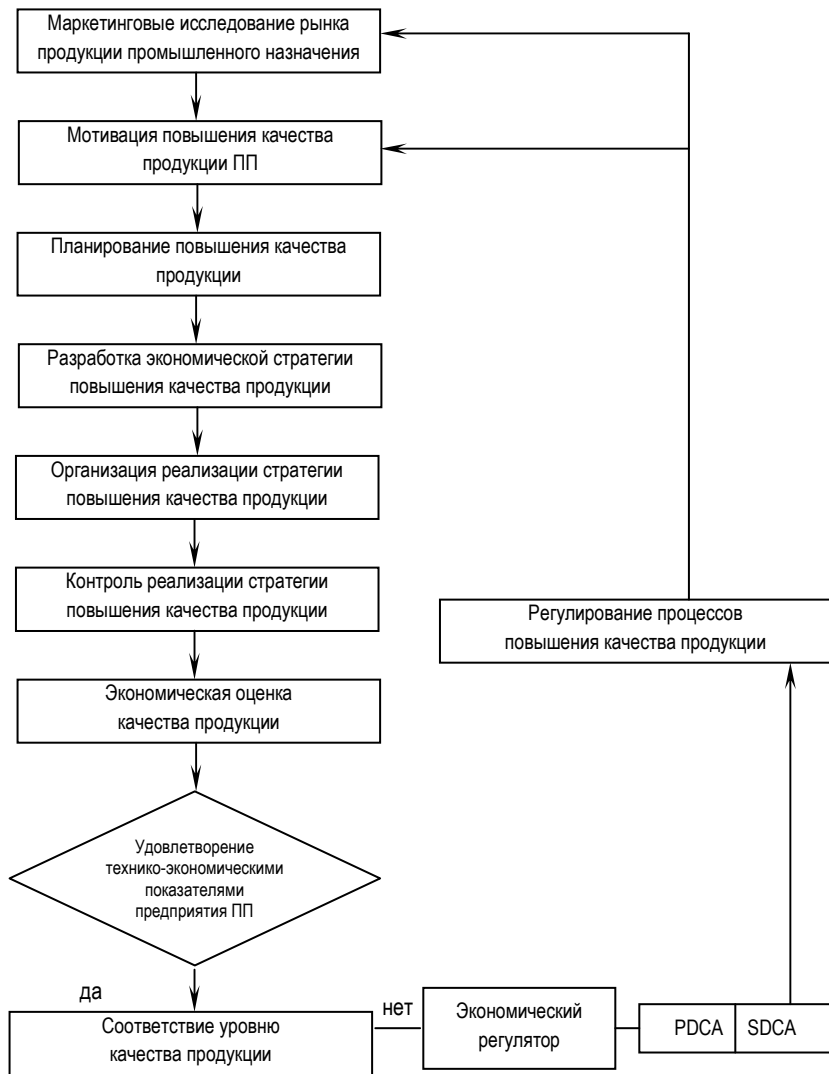 Маркетинговые исследование рынка
продукции промышленного назначения
Мотивация повышения качества
продукции ПП
Планирование повышения качества
продукции
Разработка экономической стратегии
повышения качества продукции
Организация реализации стратегии
повышения качества продукции
Контроль реализации стратегии
повышения качества продукции
Регулирование процессов
повышения качества продукции
Экономическая оценка
качества продукции
Удовлетворение
технико-экономическими
показателями
предприятия ПП
да
нет
Соответствие уровню
качества продукции
Экономический
регулятор
PDCA SDCA